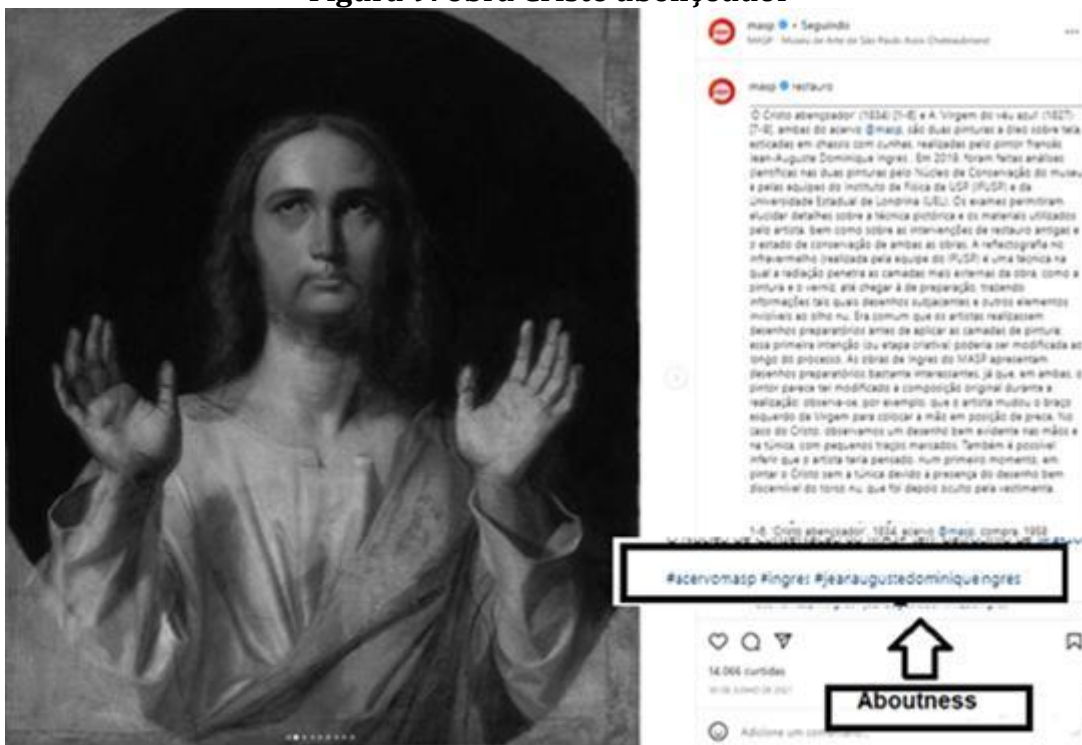 masp • Seguindo
MASP - Museu de Arte de São Paulo Assis Chateaubriand
masp restauro
'O Cristo abençoador' (1834) [1-6] e A 'Virgem do véu azul' (1827)
[7-9], ambas do acervo @masp, são duas pinturas a óleo sobre tela,
esticadas em chassis com cunhas, realizadas pelo pintor francês
Jean-Auguste Dominique Ingres . Em 2019, foram feitas análises
científicas nas duas pinturas pelo Núcleo de Conservação do museu
e pelas equipes do Instituto de Física da USP (IFUSP) e da
Universidade Estadual de Londrina (UEL). Os exames permitiram
elucidar detalhes sobre a técnica pictórica e os materiais utilizados
pelo artista, bem como sobre as intervenções de restauro antigas e
o estado de conservação de ambas as obras. A reflectografia no
infravermelho (realizada pela equipe do IFUSP) é uma técnica na
qual a radiação penetra as camadas mais externas da obra, como a
pintura e o verniz, até chegar à de preparação, trazendo
informações tais quais desenhos subjacentes e outros elementos
invisíveis ao olho nu. Era comum que os artistas realizassem
desenhos preparatórios antes de aplicar as camadas de pintura;
essa primeira intenção (ou etapa criativa) poderia ser modificada ao
longo do processo. As obras de Ingres do MASP apresentam
desenhos preparatórios bastante interessantes, já que, em ambas, o
pintor parece ter modificado a composição original durante a
realização: observa-se, por exemplo, que o artista mudou o braço
esquerdo da Virgem para colocar a mão em posição de prece. No
caso do Cristo, observamos um desenho bem evidente nas mãos e
na túnica, com pequenos traços marcados. Também é possível
inferir que o artista teria pensado, num primeiro momento, em
pintar o Cristo sem a túnica devido a presença do desenho bem
discernível do torso nu, que foi depois oculto pela vestimenta.
1-6. 'Cristo abençoador', 1834, acervo @masp, compra, 1958
#acervomasp #ingres #jeanaugustedominiqueingres
14.066 curtidas
30 DE JUNHO DE 2021
Aboutness
Adicione um comentário...